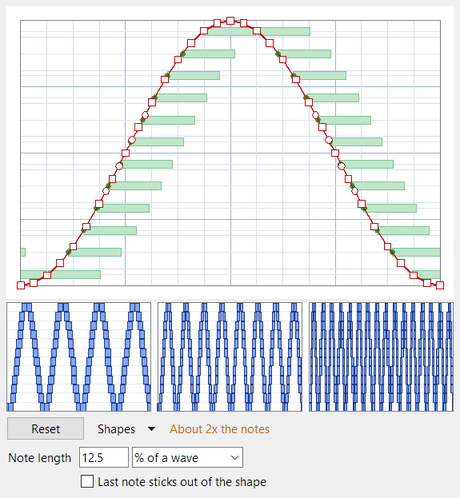 Reset Shapes About 2x the notes
Note length 12.5 % of a wave
Last note sticks out of the shape